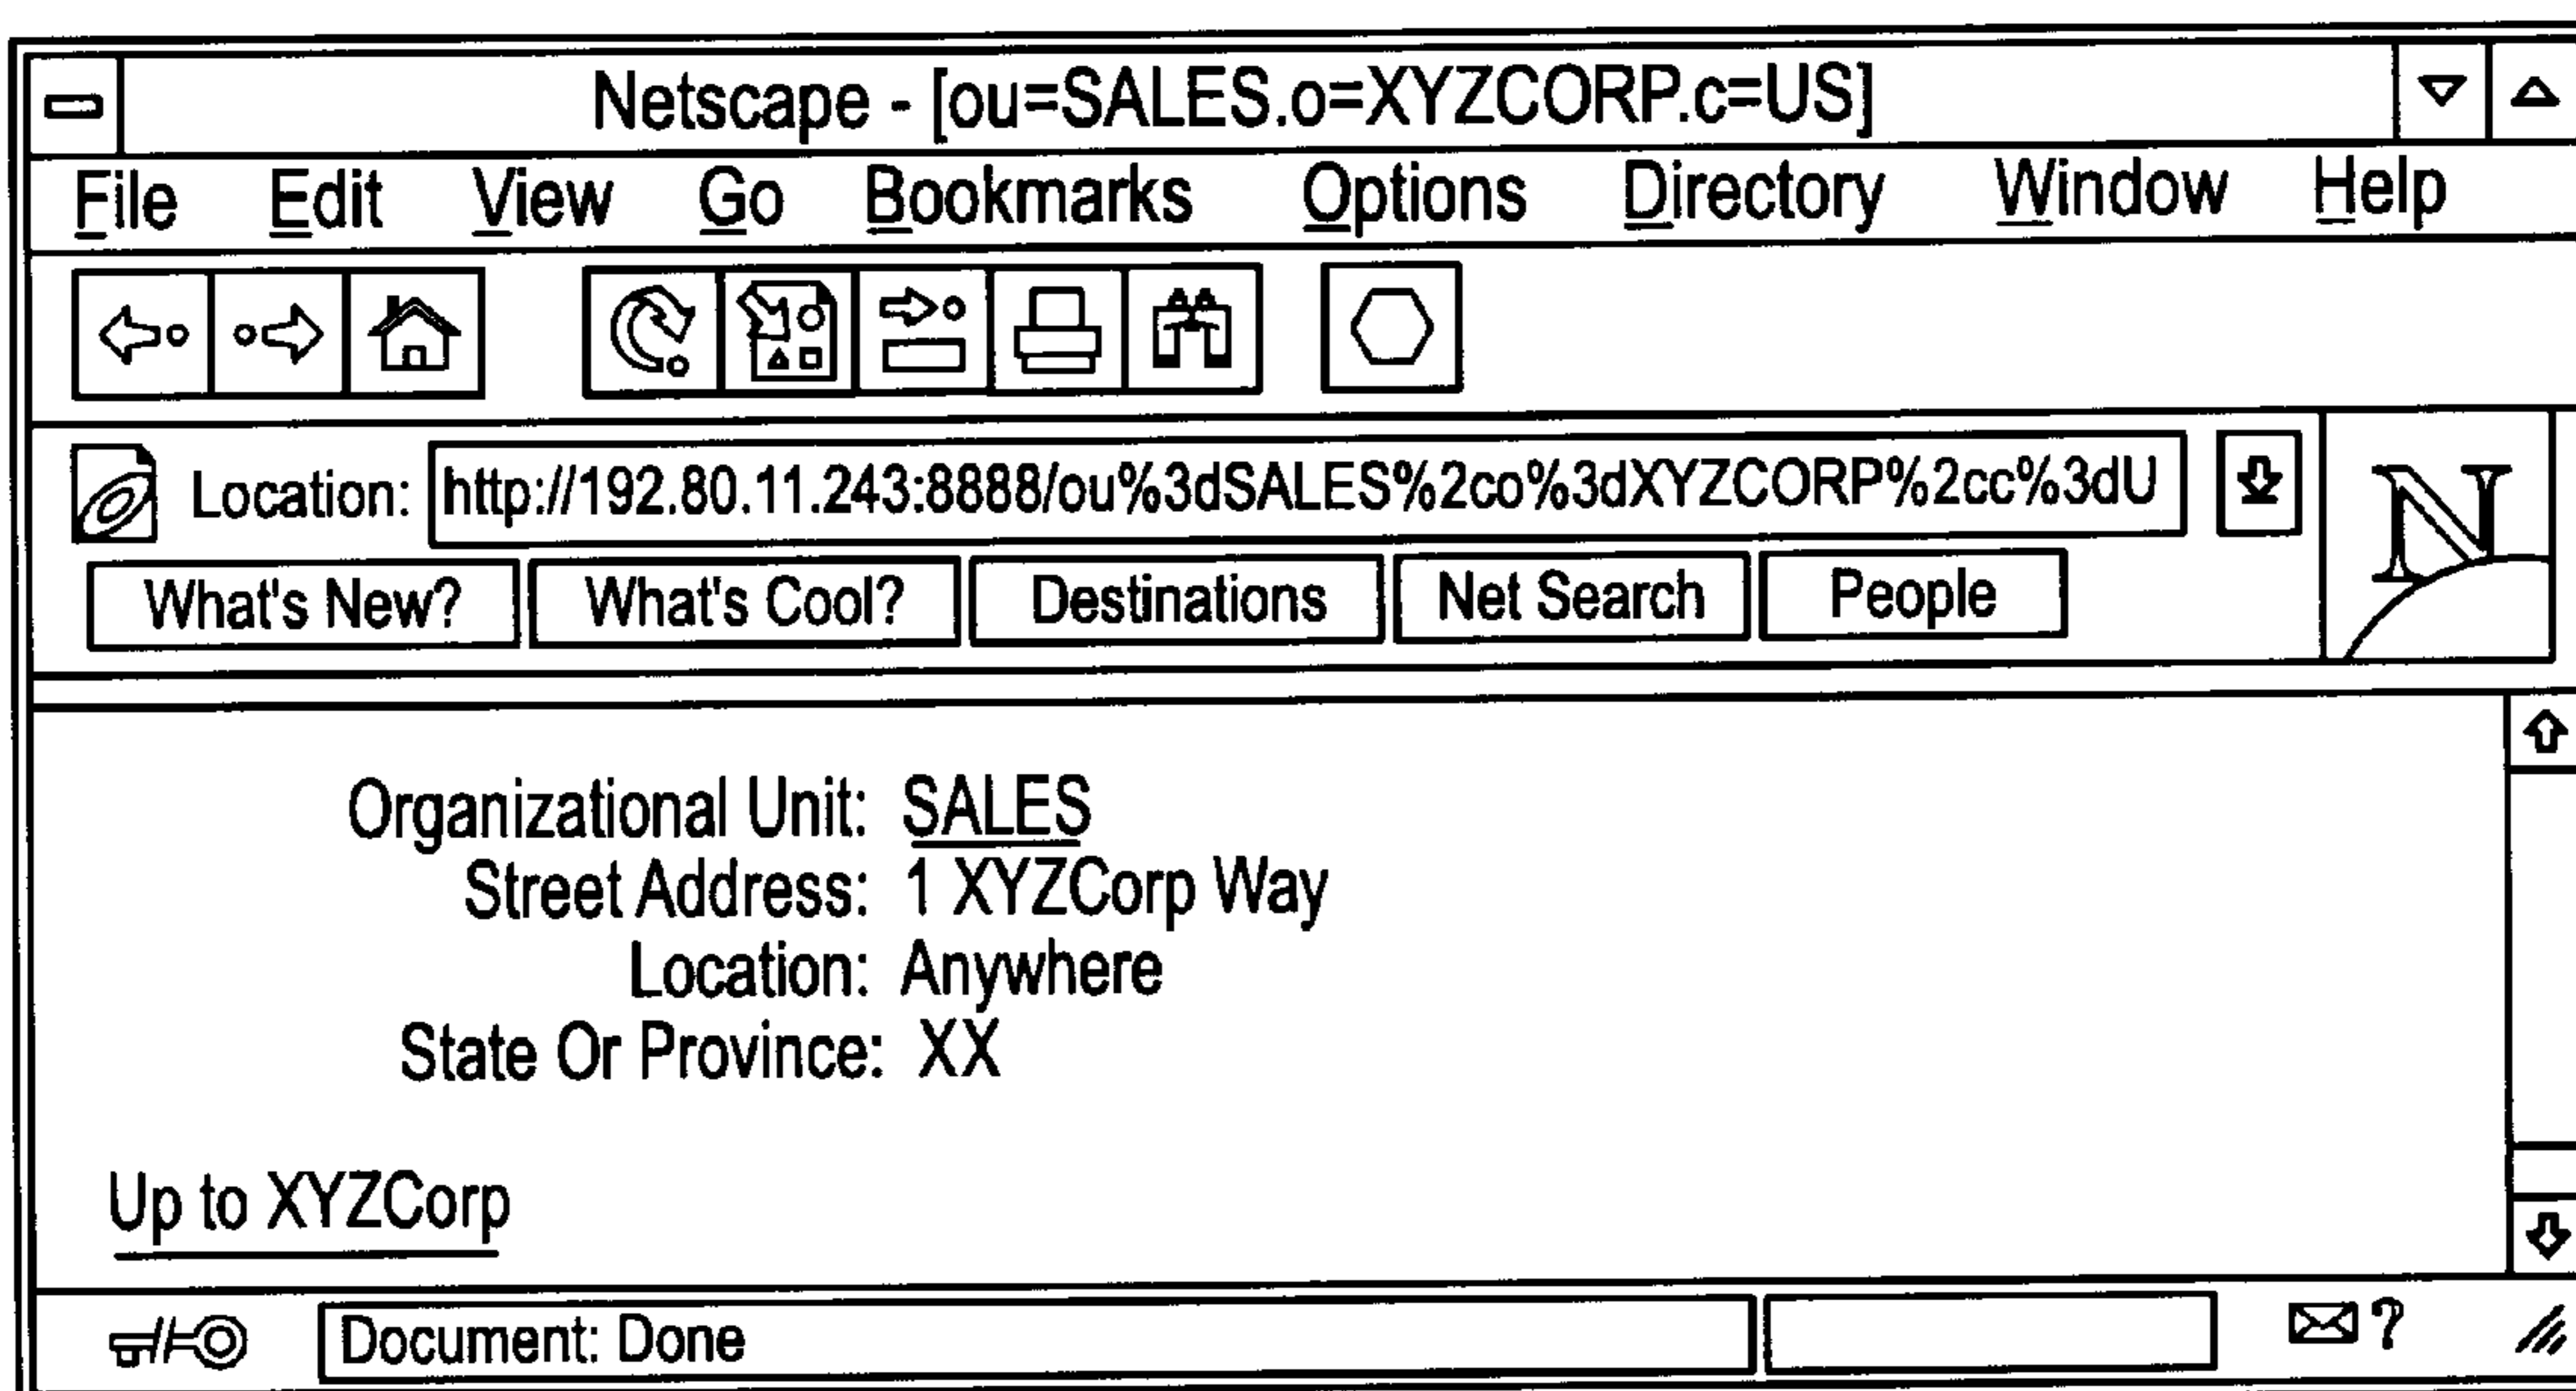 Netscape - [ou=SALES.o=XYZCORP.c=US]
File Edit View Go Bookmarks Options Directory Window Help
Location: http://192.80.11.243:8888/ou%3dSALES%2co%3dXYZCORP%2cc%3dU
N
What's New? What's Cool? Destinations Net Search People
Organizational Unit: SALES
Street Address: 1 XYZCorp Way
Location: Anywhere
State Or Province: XX
Up to XYZCorp
Document: Done
?